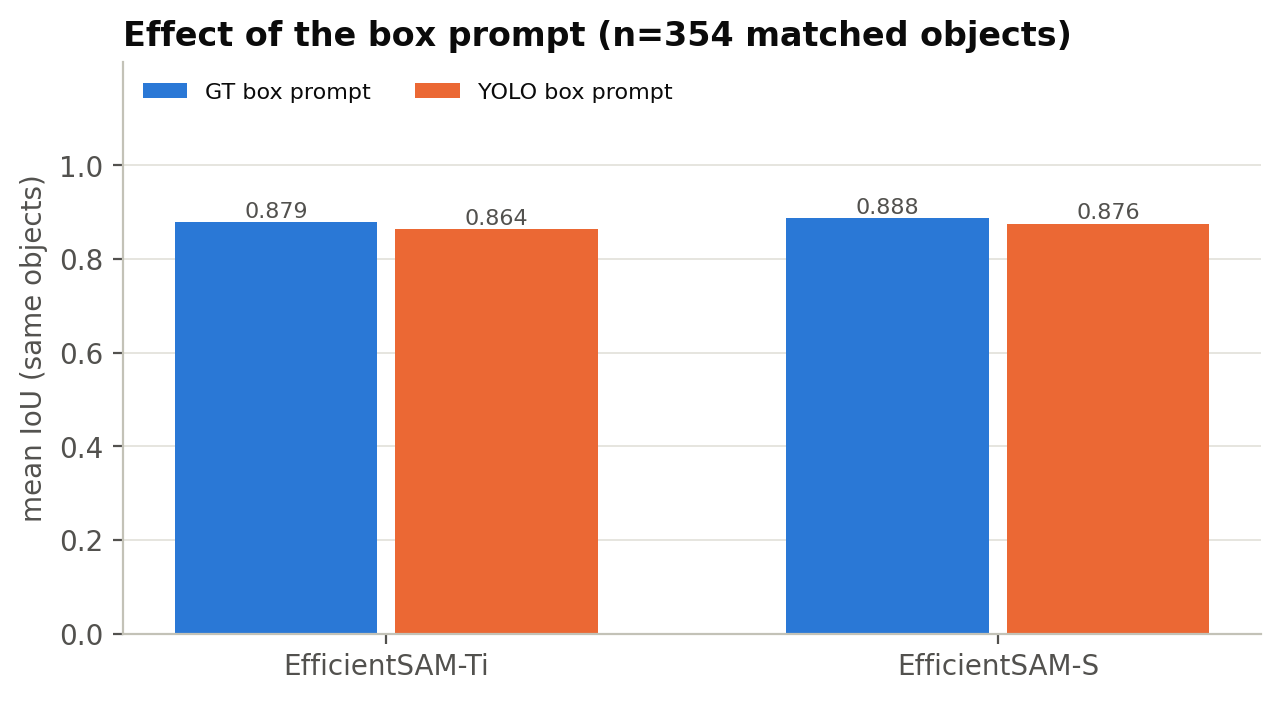 Effect of the box prompt (n=354 matched objects)
GT box prompt
YOLO box prompt
mean IoU (same objects)
1.0
0.8
0.6
0.4
0.2
0.0
0.879
0.864
0.888
0.876
EfficientSAM-Ti
EfficientSAM-S